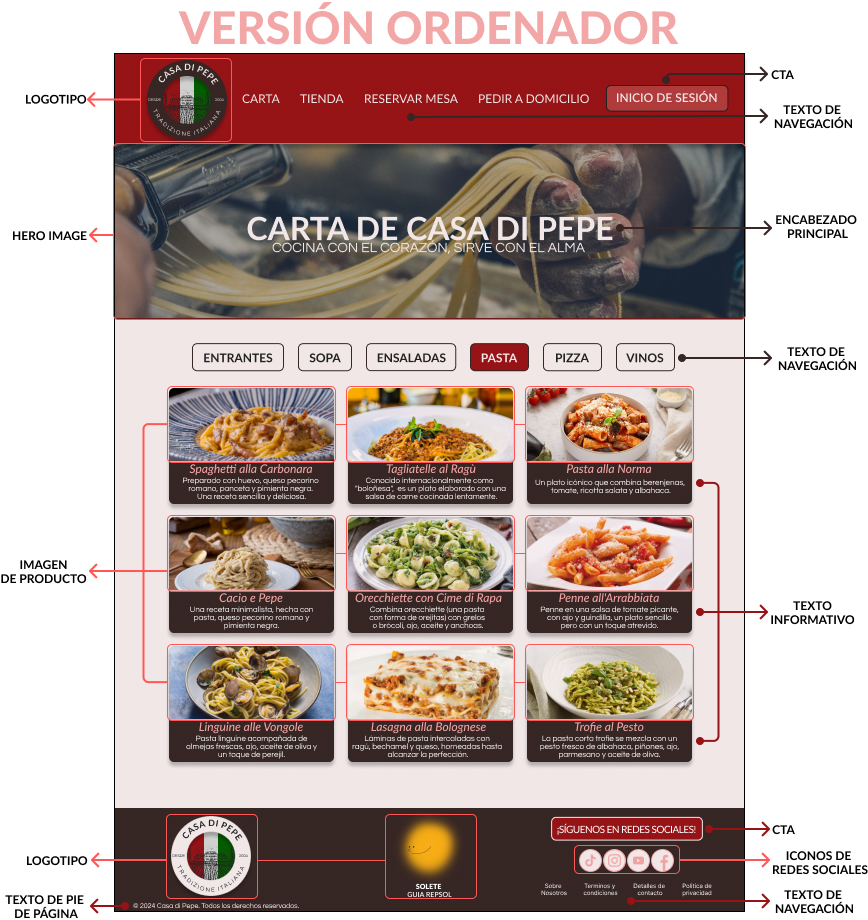 VERSIÓN ORDENADOR
LOGOTIPO
CASA DI PEPE
DESDE 2024
TRADIZIONE ITALIANA
CARTA TIENDA RESERVAR MESA PEDIR A DOMICILIO INICIO DE SESIÓN
CTA
TEXTO DE
NAVEGACIÓN
HERO IMAGE
CARTA DE CASA DI PEPE
COCINA CON EL CORAZÓN, SIRVE CON EL ALMA
ENCABEZADO
PRINCIPAL
ENTRANTES SOPA ENSALADAS PASTA PIZZA VINOS
TEXTO DE
NAVEGACIÓN
Spaghetti alla Carbonara
Preparado con huevo, queso pecorino
romano, panceta y pimienta negra.
Una receta sencilla y deliciosa.
Tagliatelle al Ragù
Conocido internacionalmente como
"boloñesa", es un plato elaborado con una
salsa de carne cocinada lentamente.
Pasta alla Norma
Un plato icónico que combina berenjenas,
tomate, ricotta salata y albahaca.
IMAGEN
DE PRODUCTO
Cacio e Pepe
Una receta minimalista, hecha con
pasta, queso pecorino romano y
pimienta negra.
Orecchiette con Cime di Rapa
Combina orecchiette (una pasta
con forma de orejitas) con grelos
o brócoli, ajo, aceite y anchoas.
Penne all'Arrabbiata
Penne en una salsa de tomate picante,
con ajo y guindilla, un plato sencillo
pero con un toque atrevido.
TEXTO
INFORMATIVO
Linguine alle Vongole
Pasta linguine acompañada de
almejas frescas, ajo, aceite de oliva y
un toque de perejil.
Lasagna alla Bolognese
Láminas de pasta intercaladas con
ragú, bechamel y queso, horneadas hasta
alcanzar la perfección.
Trofie al Pesto
La pasta corta trofie se mezcla con un
pesto fresco de albahaca, piñones, ajo,
parmesano y aceite de oliva.
LOGOTIPO
CASA DI PEPE
DESDE 2024
TRADIZIONE ITALIANA
SOLETE
GUIA REPSOL
¡SÍGUENOS EN REDES SOCIALES!
CTA
ICONOS DE
REDES SOCIALES
Sobre
Nosotros
Terminos y
condiciones
Detalles de
contacto
Política de
privacidad
TEXTO DE PIE
DE PÁGINA
© 2024 Casa di Pepe. Todos los derechos reservados.
TEXTO DE
NAVEGACIÓN